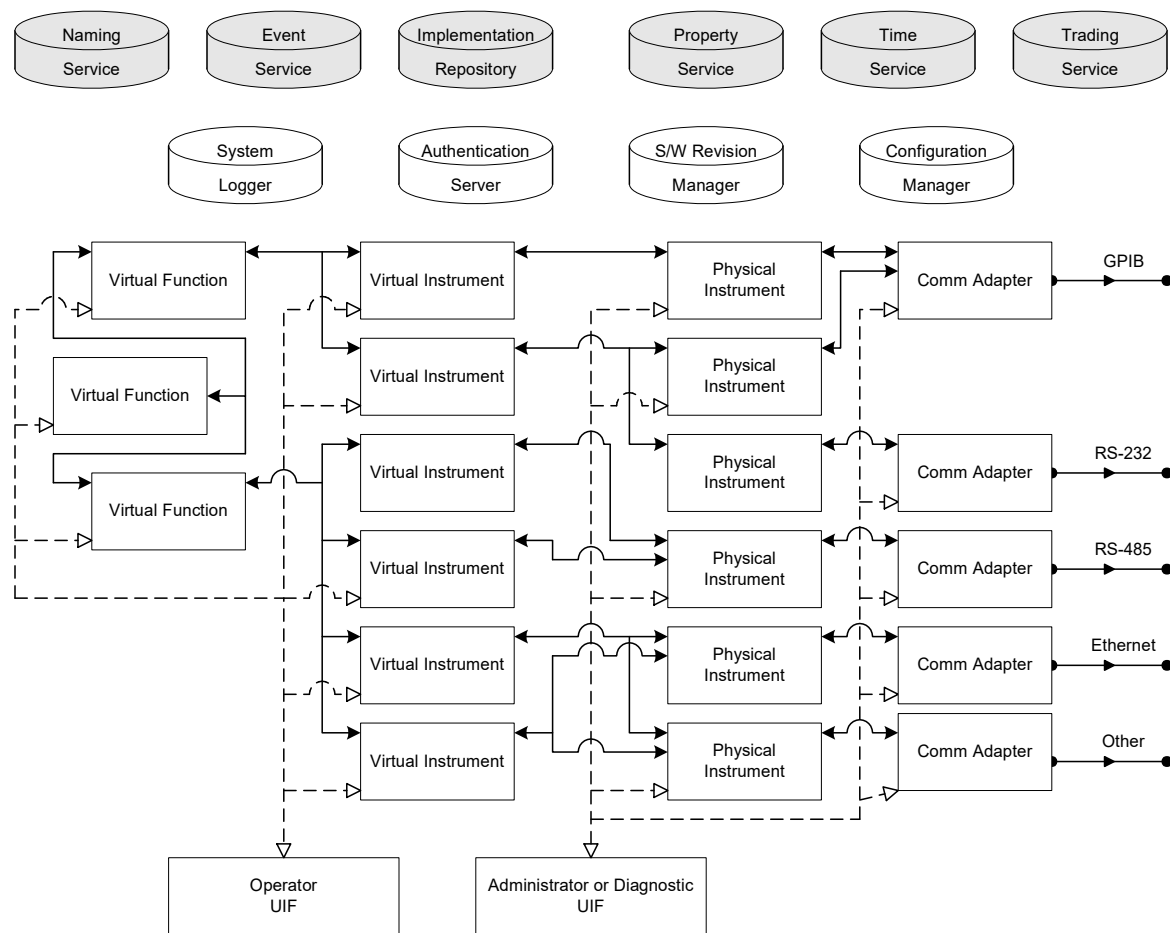 Naming
Service
Event
Service
Implementation
Repository
Property
Service
Time
Service
Trading
Service
System
Logger
Authentication
Server
S/W Revision
Manager
Configuration
Manager
Virtual Function
Virtual Instrument
Physical
Instrument
Comm Adapter
GPIB
Virtual Function
Virtual Instrument
Physical
Instrument
Virtual Function
Virtual Instrument
Physical
Instrument
Comm Adapter
RS-232
Virtual Instrument
Physical
Instrument
Comm Adapter
RS-485
Virtual Instrument
Physical
Instrument
Comm Adapter
Ethernet
Virtual Instrument
Physical
Instrument
Comm Adapter
Other
Operator
UIF
Administrator or Diagnostic
UIF